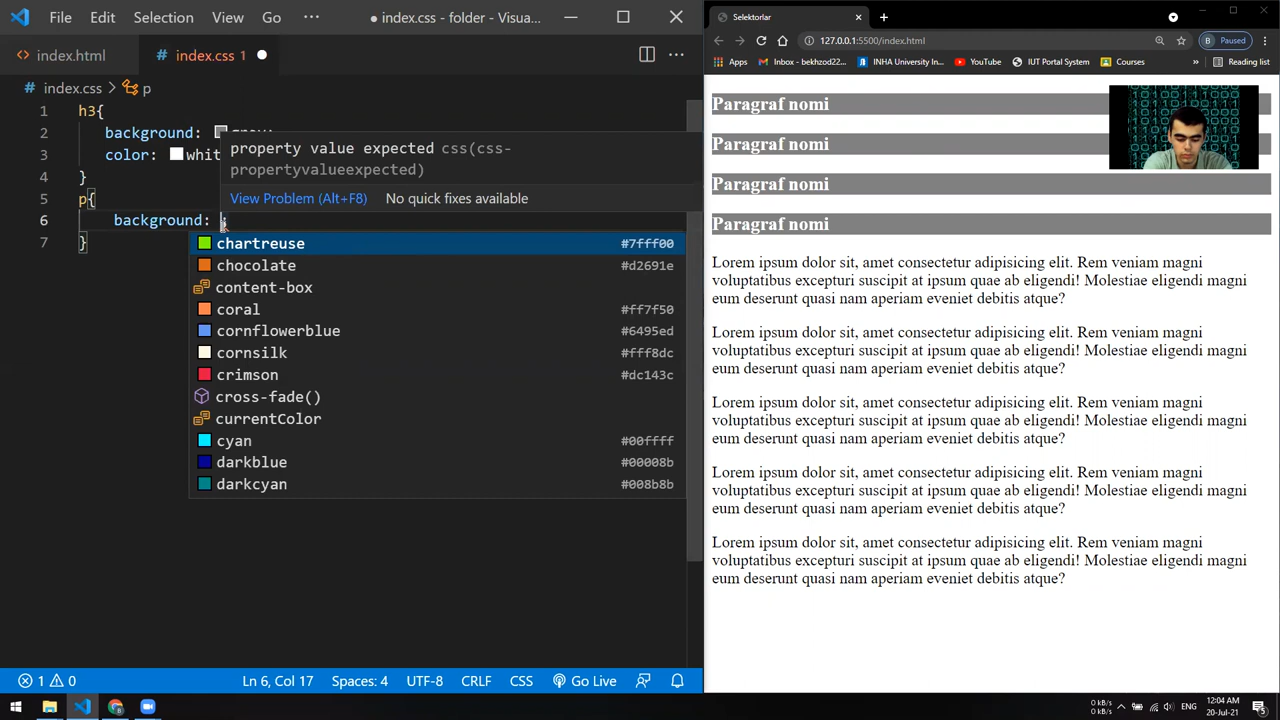 File Edit Selection View Go ··· ● index.css - folder - Visua...
index.html # index.css 1 ● ···
# index.css > p
1 h3{
2 background: gray;
3 color: whit
4 }
5 p{
6 background: ;
7 }
property value expected css(css-
propertyvalueexpected)
View Problem (Alt+F8) No quick fixes available
chartreuse #7fff00
chocolate #d2691e
content-box
coral #ff7f50
cornflowerblue #6495ed
cornsilk #fff8dc
crimson #dc143c
cross-fade()
currentColor
cyan #00ffff
darkblue #00008b
darkcyan #008b8b
1 0 Ln 6, Col 17 Spaces: 4 UTF-8 CRLF CSS Go Live
Selektorlar
127.0.0.1:5500/index.html B Paused
Apps Inbox - bekhzod22... INHA University In... YouTube IUT Portal System Courses » Reading list
Paragraf nomi
Paragraf nomi
Paragraf nomi
Paragraf nomi
Lorem ipsum dolor sit, amet consectetur adipisicing elit. Rem veniam magni
voluptatibus excepturi suscipit at ipsum quae ab eligendi! Molestiae eligendi magni
eum deserunt quasi nam aperiam eveniet debitis atque?
Lorem ipsum dolor sit, amet consectetur adipisicing elit. Rem veniam magni
voluptatibus excepturi suscipit at ipsum quae ab eligendi! Molestiae eligendi magni
eum deserunt quasi nam aperiam eveniet debitis atque?
Lorem ipsum dolor sit, amet consectetur adipisicing elit. Rem veniam magni
voluptatibus excepturi suscipit at ipsum quae ab eligendi! Molestiae eligendi magni
eum deserunt quasi nam aperiam eveniet debitis atque?
Lorem ipsum dolor sit, amet consectetur adipisicing elit. Rem veniam magni
voluptatibus excepturi suscipit at ipsum quae ab eligendi! Molestiae eligendi magni
eum deserunt quasi nam aperiam eveniet debitis atque?
Lorem ipsum dolor sit, amet consectetur adipisicing elit. Rem veniam magni
voluptatibus excepturi suscipit at ipsum quae ab eligendi! Molestiae eligendi magni
eum deserunt quasi nam aperiam eveniet debitis atque?
0 kB/s
0 kB/s
ENG
12:04 AM
20-Jul-21
5